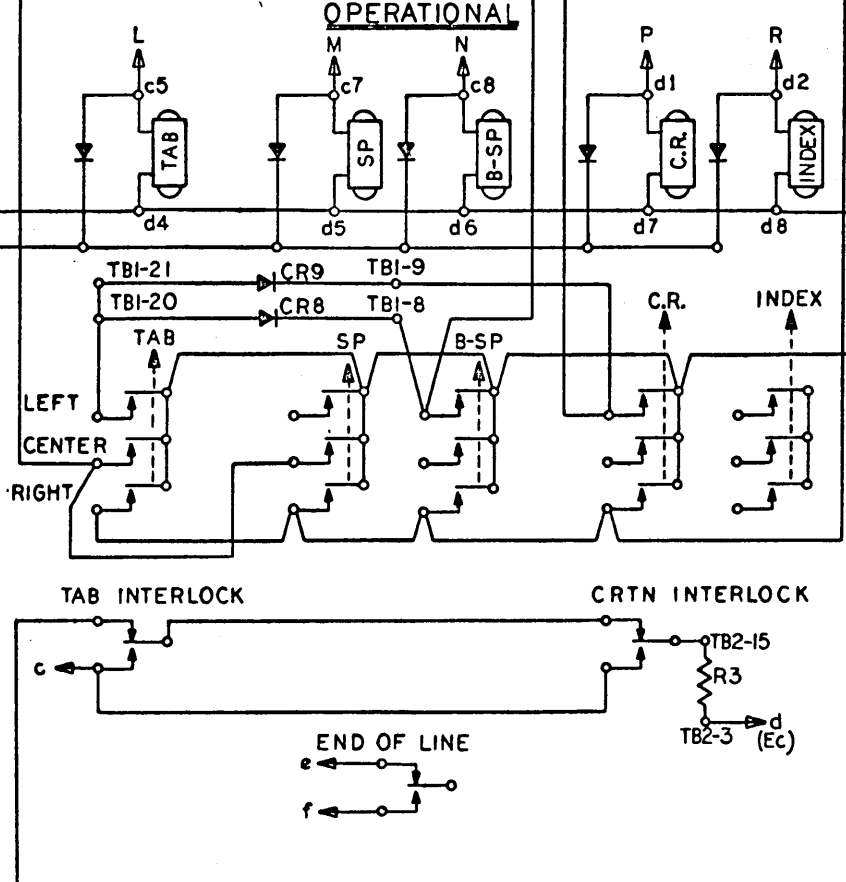 OPERATIONAL
L M N P R
c5 c7 c8 d1 d2
TAB SP B-SP C.R. INDEX
d4 d5 d6 d7 d8
TB1-21 CR9 TB1-9
TB1-20 CR8 TB1-8 C.R. INDEX
TAB SP B-SP
LEFT
CENTER
RIGHT
TAB INTERLOCK CRTN INTERLOCK
c TB2-15
R3
TB2-3 d
(Ec)
END OF LINE
e
f